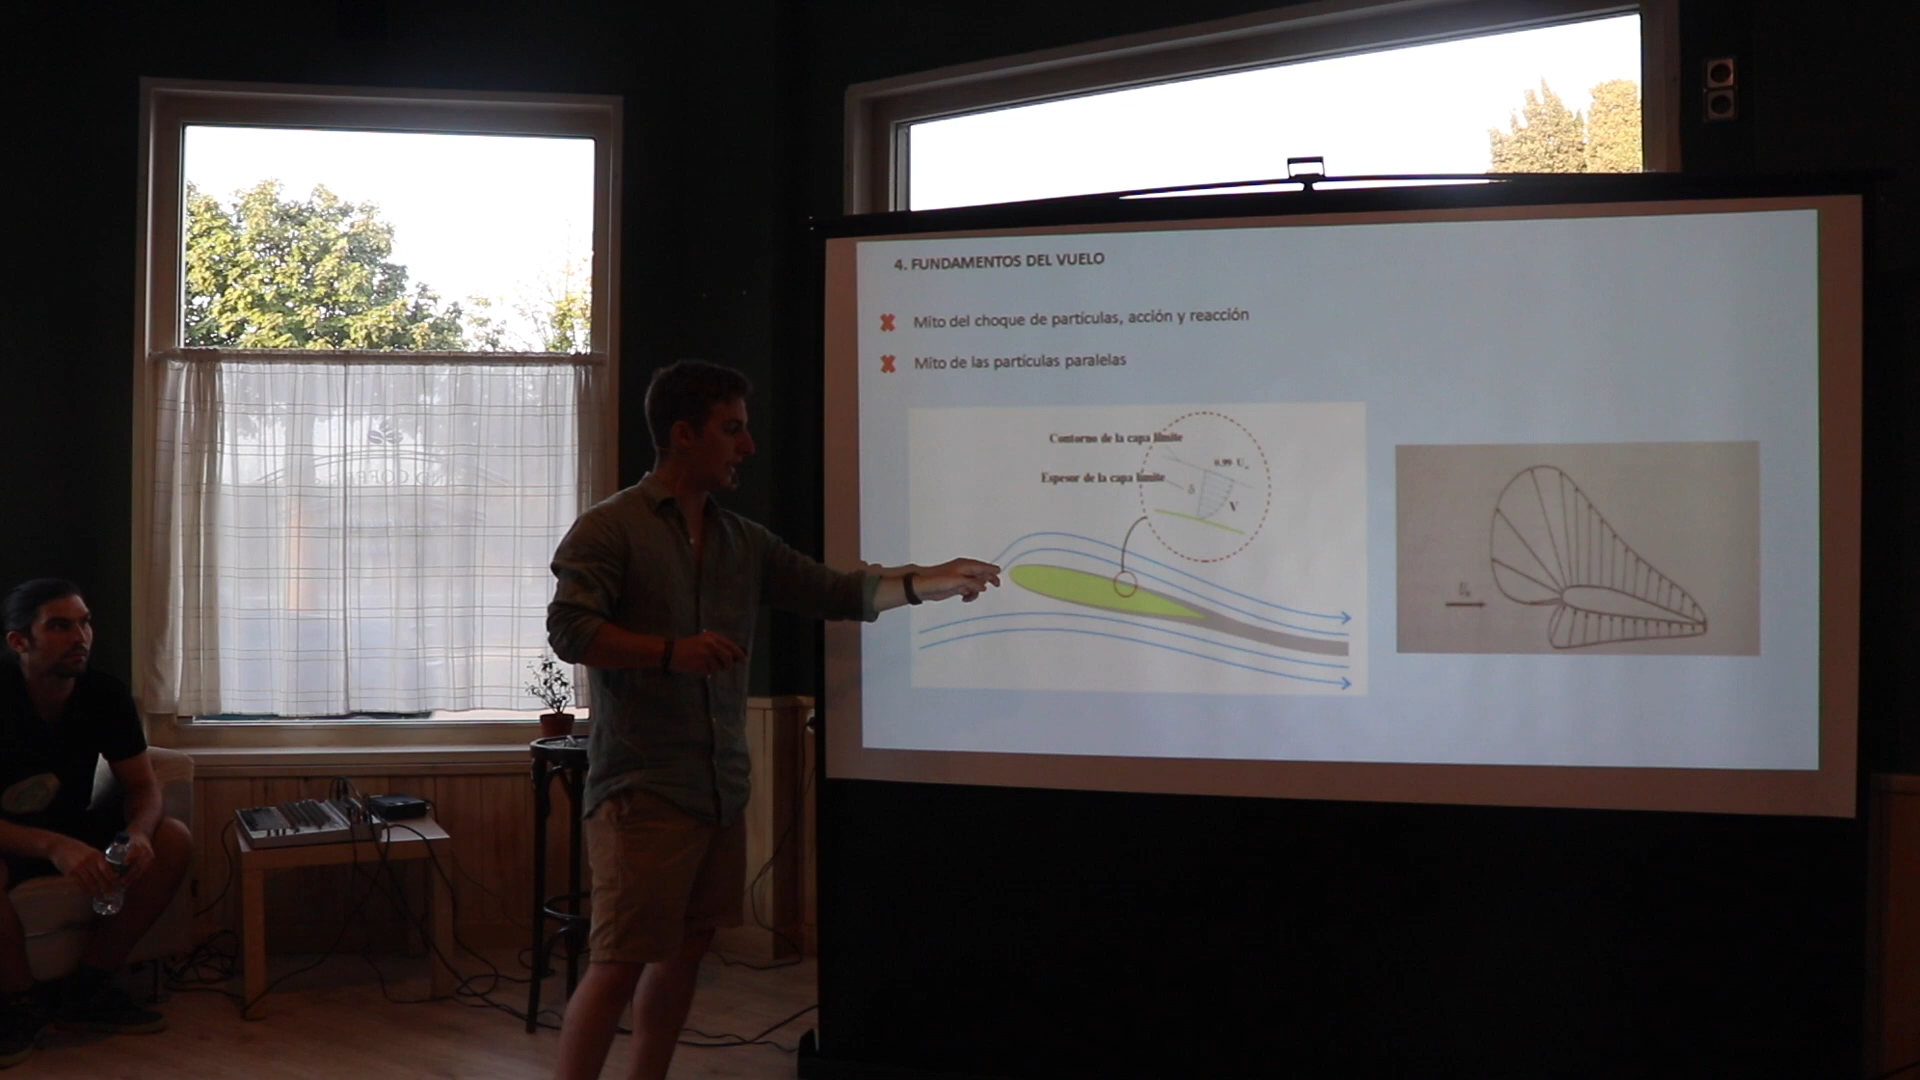 4. FUNDAMENTOS DEL VUELO
Mito del choque de partículas, acción y reacción
Mito de las partículas paralelas
Contorno de la capa límite
0.99 U
Espesor de la capa límite
δ
V